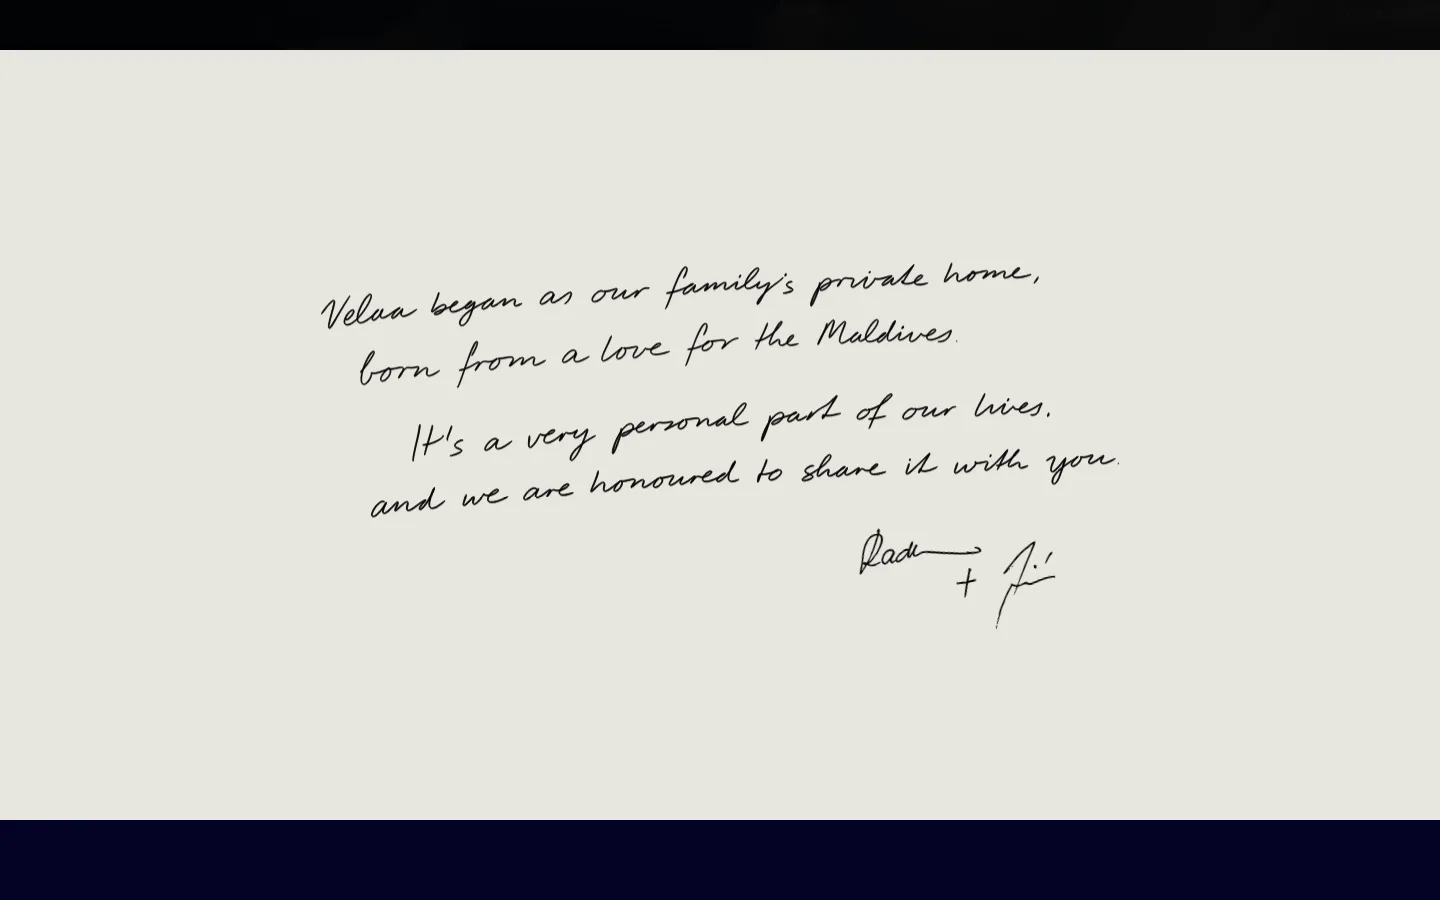 Velaa began as our family's private home,
born from a love for the Maldives.
It's a very personal part of our lives.
and we are honoured to share it with you.
+